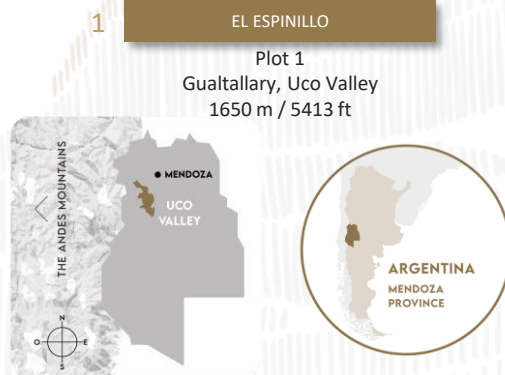 1
EL ESPINILLO
Plot 1
Gualtallary, Uco Valley
1650 m / 5413 ft
THE ANDES MOUNTAINS
MENDOZA
UCO
VALLEY
N
O E
S
ARGENTINA
MENDOZA
PROVINCE